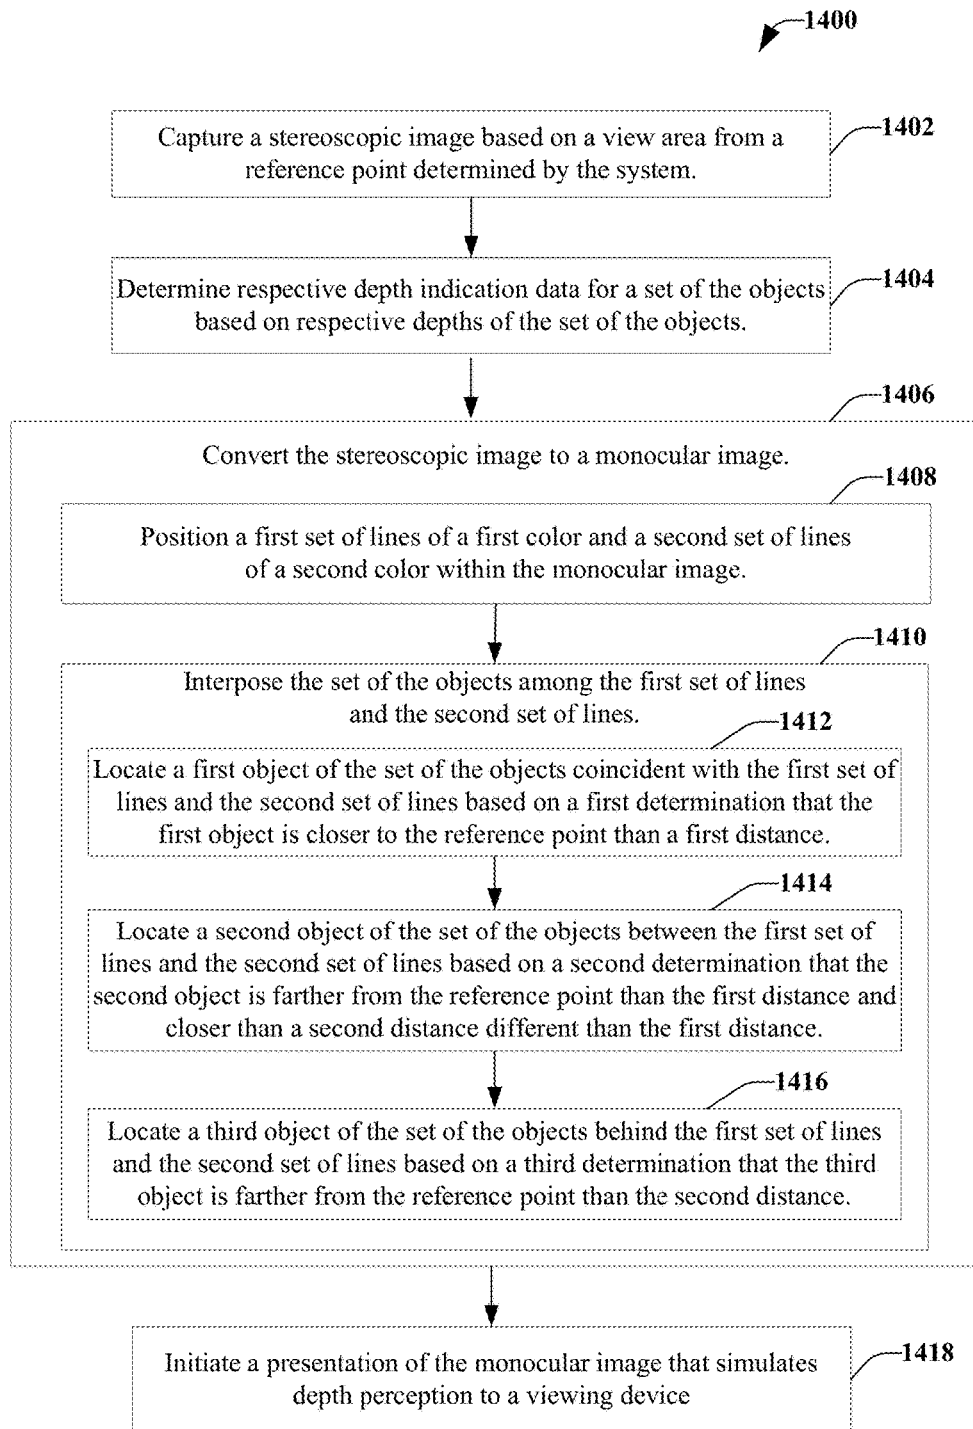 1400
Capture a stereoscopic image based on a view area from a
reference point determined by the system.
1402
Determine respective depth indication data for a set of the objects
based on respective depths of the set of the objects.
1404
1406
Convert the stereoscopic image to a monocular image.
1408
Position a first set of lines of a first color and a second set of lines
of a second color within the monocular image.
1410
Interpose the set of the objects among the first set of lines
and the second set of lines.
1412
Locate a first object of the set of the objects coincident with the first set of
lines and the second set of lines based on a first determination that the
first object is closer to the reference point than a first distance.
1414
Locate a second object of the set of the objects between the first set of
lines and the second set of lines based on a second determination that the
second object is farther from the reference point than the first distance and
closer than a second distance different than the first distance.
1416
Locate a third object of the set of the objects behind the first set of lines
and the second set of lines based on a third determination that the third
object is farther from the reference point than the second distance.
Initiate a presentation of the monocular image that simulates
depth perception to a viewing device
1418